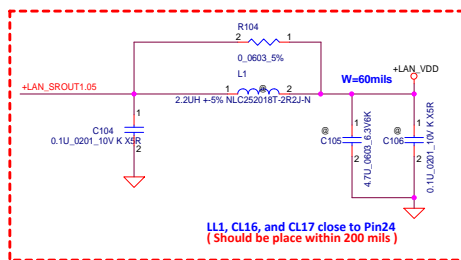 R104
2 1
0_0603_5%
L1
+LAN_SROUT1.05
1 @ 2
2.2UH +-5% NLC252018T-2R2J-N
W=60mils
+LAN_VDD
1
C104
0.1U_0201_10V K X5R
2
@
C105
1
2
4.7U_0603_6.3V6K
@
C106
1
2
0.1U_0201_10V K X5R
LL1, CL16, and CL17 close to Pin24
( Should be place within 200 mils )